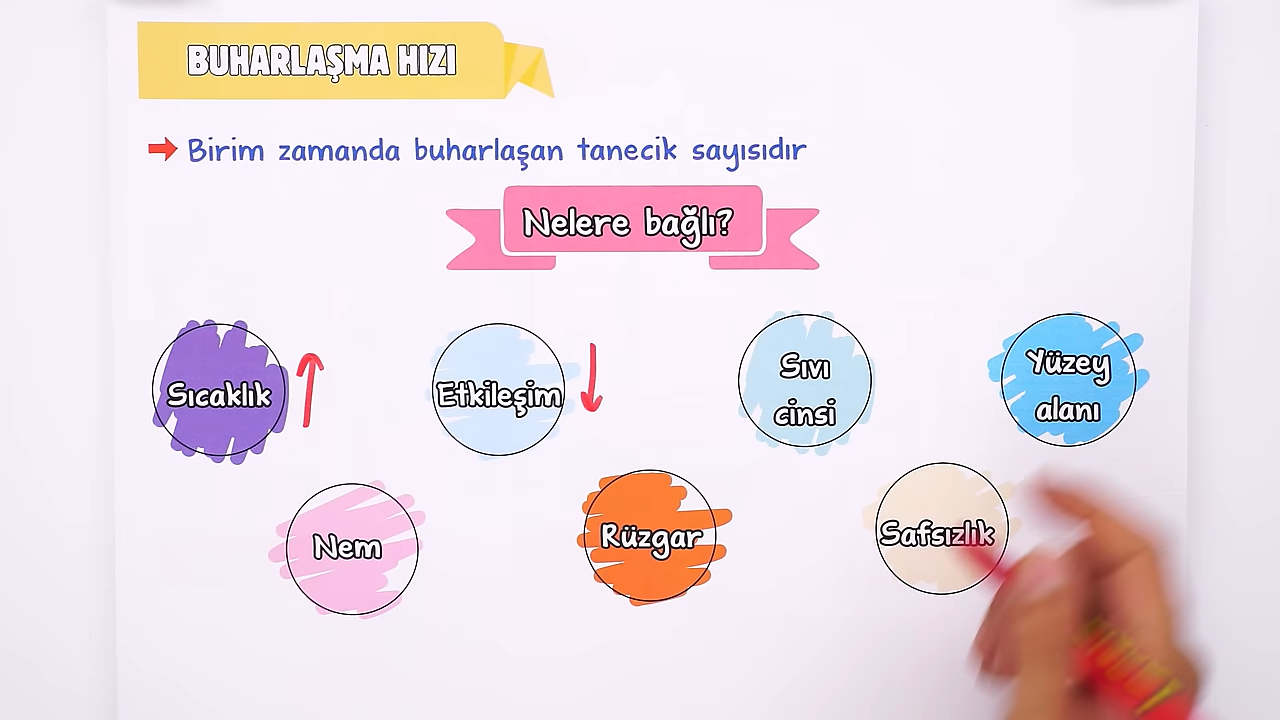 BUHARLAŞMA HIZI
Birim zamanda buharlaşan tanecik sayısıdır
Nelere bağlı?
Sıcaklık
Etkileşim
Sıvı
cinsi
Yüzey
alanı
Nem
Rüzgar
Safsızlık